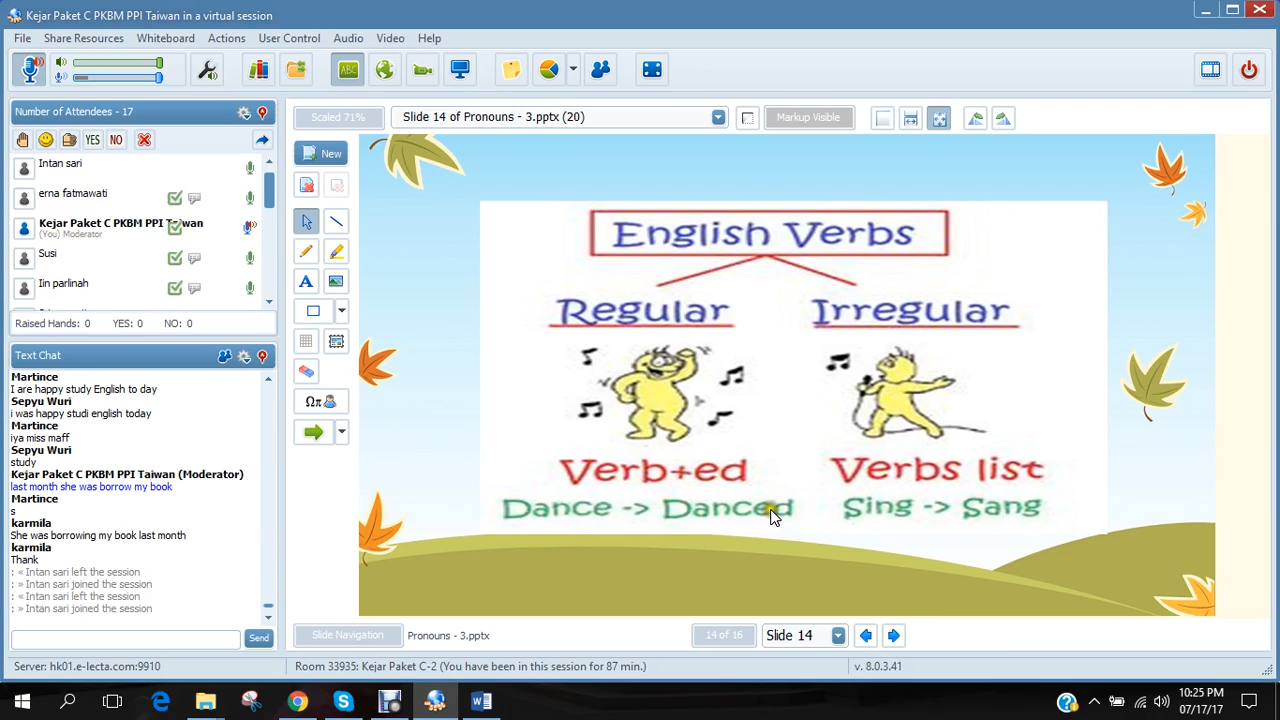 Kejar Paket C PKBM PPI Taiwan in a virtual session
File Share Resources Whiteboard Actions User Control Audio Video Help
ABC
Number of Attendees - 17
YES NO
Intan sari
erna fatmawati
Kejar Paket C PKBM PPI Taiwan
(You) Moderator
Susi
Iin parlinah
Raised Hands: 0 YES: 0 NO: 0
Text Chat
Martince
I are happy study English to day
Sepyu Wuri
i was happy studi english today
Martince
iya miss maff
Sepyu Wuri
study
Kejar Paket C PKBM PPI Taiwan (Moderator)
last month she was borrow my book
Martince
s
karmila
She was borrowing my book last month
karmila
Thank
: « Intan sari left the session
: » Intan sari joined the session
: « Intan sari left the session
: » Intan sari joined the session
Send
Scaled 71%
Slide 14 of Pronouns - 3.pptx (20)
Markup Visible
New
A
Ωπ
English Verbs
Regular Irregular
Verb+ed Verbs list
Dance -> Danced Sing -> Sang
Slide Navigation Pronouns - 3.pptx 14 of 16 Slide 14
Server: hk01.e-lecta.com:9910 Room 33935: Kejar Paket C-2 (You have been in this session for 87 min.) v. 8.0.3.41
10:25 PM
07/17/17